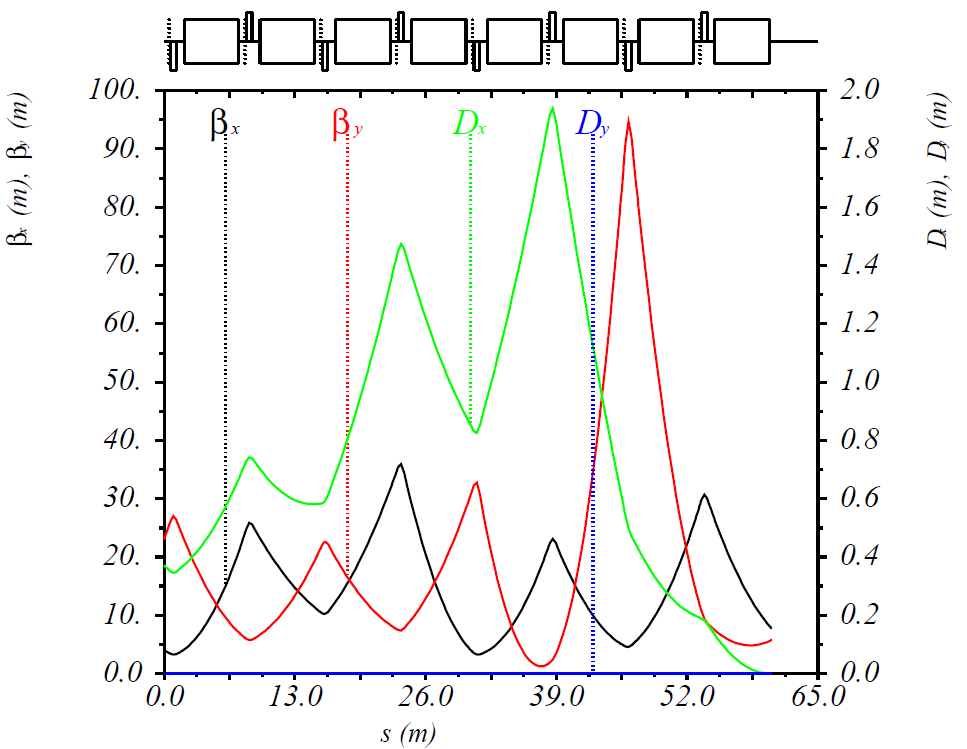 100. 2.0
β x β y D x D y
90. 1.8
80. 1.6
70. 1.4
60. 1.2
50. 1.0
40. 0.8
30. 0.6
20. 0.4
10. 0.2
0.0 0.0
0.0 13.0 26.0 39.0 52.0 65.0
s (m)
βx (m), βy (m)
Dx (m), Dy (m)